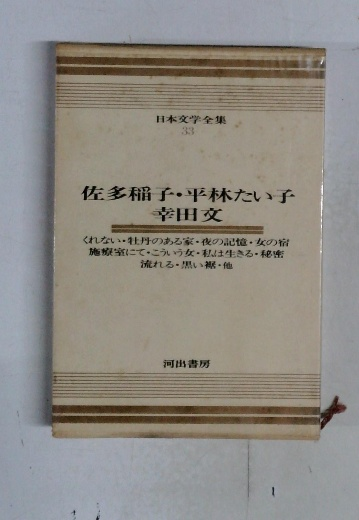 日本文学全集
33
佐多稲子・平林たい子
幸田文
くれない・牡丹のある家・夜の記憶・女の宿
施療室にて・こういう女・私は生きる・秘密
流れる・黒い裾・他
河出書房